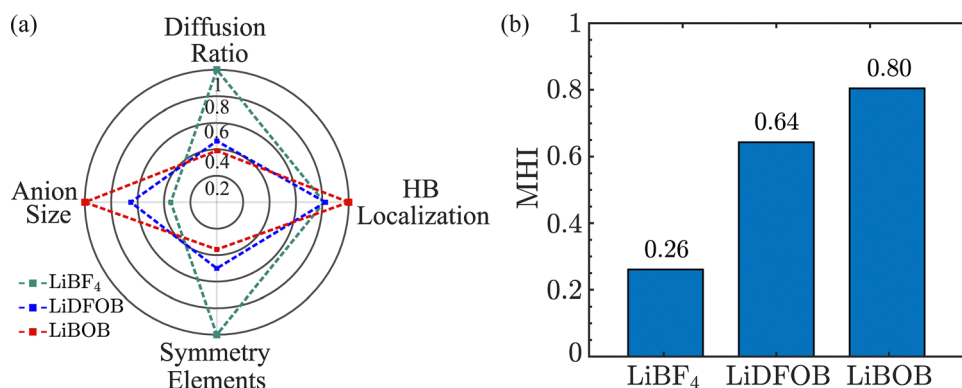 (a)
Diffusion
Ratio
1
0.8
0.6
0.4
0.2
Anion
Size
HB
Localization
LiBF₄
LiDFOB
LiBOB
Symmetry
Elements
(b)
MHI
1
0.8
0.6
0.4
0.2
0
0.26
0.64
0.80
LiBF₄
LiDFOB
LiBOB